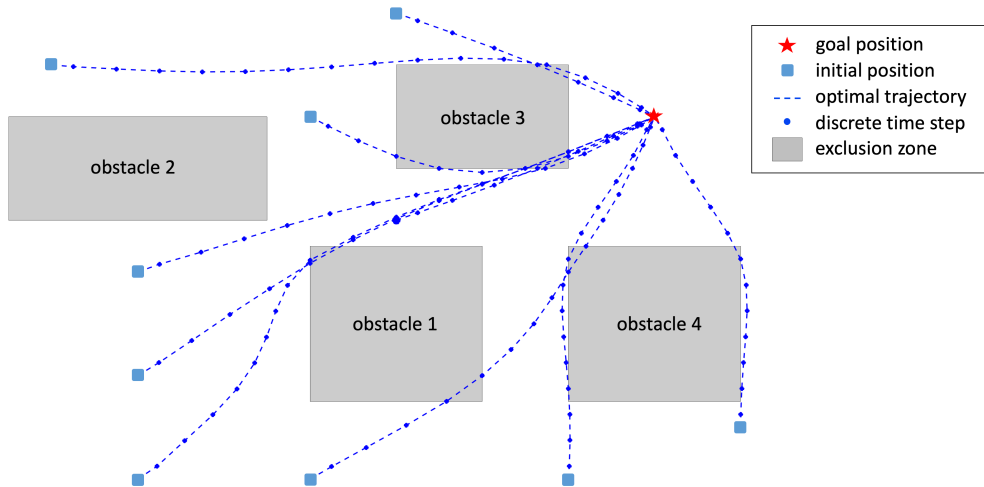 goal position
initial position
optimal trajectory
discrete time step
exclusion zone
obstacle 3
obstacle 2
obstacle 1
obstacle 4